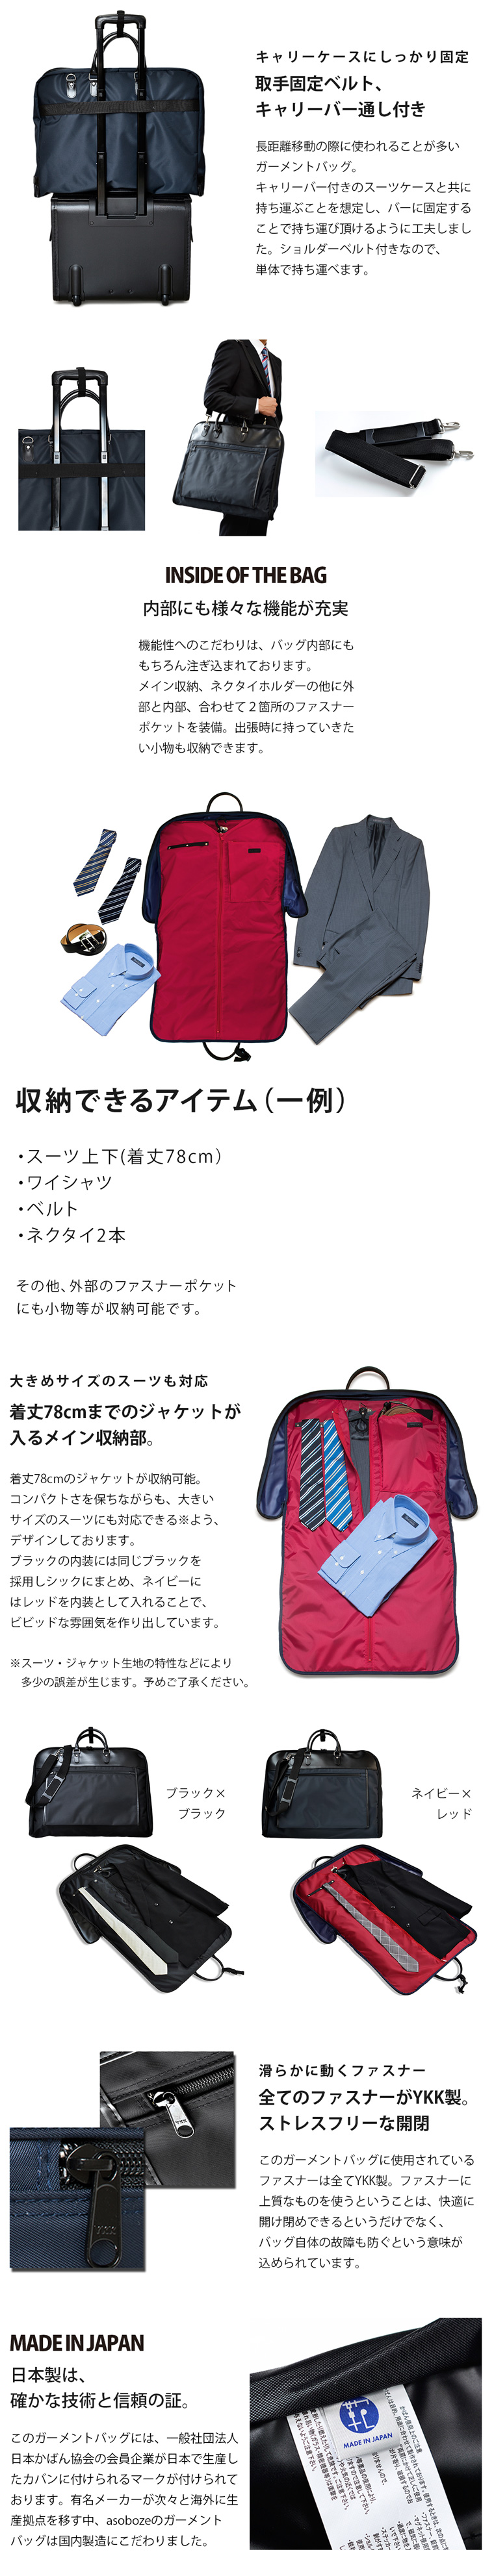 キャリーケースにしっかり固定
取手固定ベルト、
キャリーバー通し付き
長距離移動の際に使われることが多い
ガーメントバッグ。
キャリーバー付きのスーツケースと共に
持ち運ぶことを想定し、バーに固定する
ことで持ち運び頂けるように工夫しまし
た。ショルダーベルト付きなので、
単体で持ち運べます。
INSIDE OF THE BAG
内部にも様々な機能が充実
機能性へのこだわりは、バッグ内部にも
もちろん注ぎ込まれております。
メイン収納、ネクタイホルダーの他に外
部と内部、合わせて2箇所のファスナー
ポケットを装備。出張時に持っていきた
い小物も収納できます。
収納できるアイテム（一例）
・スーツ上下(着丈78cm)
・ワイシャツ
・ベルト
・ネクタイ2本
その他、外部のファスナーポケット
にも小物等が収納可能です。
大きめサイズのスーツも対応
着丈78cmまでのジャケットが
入るメイン収納部。
着丈78cmのジャケットが収納可能。
コンパクトさを保ちながらも、大きい
サイズのスーツにも対応できる※よう、
デザインしております。
ブラックの内装には同じブラックを
採用しシックにまとめ、ネイビーに
はレッドを内装として入れることで、
ビビッドな雰囲気を作り出しています。
※スーツ・ジャケット生地の特性などにより
多少の誤差が生じます。予めご了承ください。
ブラック×
ブラック
ネイビー×
レッド
滑らかに動くファスナー
全てのファスナーがYKK製。
ストレスフリーな開閉
このガーメントバッグに使用されている
ファスナーは全てYKK製。ファスナーに
上質なものを使うということは、快適に
開け閉めできるというだけでなく、
バッグ自体の故障も防ぐという意味が
込められています。
MADE IN JAPAN
日本製は、
確かな技術と信頼の証。
このガーメントバッグには、一般社団法人
日本かばん協会の会員企業が日本で生産し
たカバンに付けられるマークが付けられて
おります。有名メーカーが次々と海外に生
産拠点を移す中、asobozeのガーメント
バッグは国内製造にこだわりました。
MADE IN JAPAN